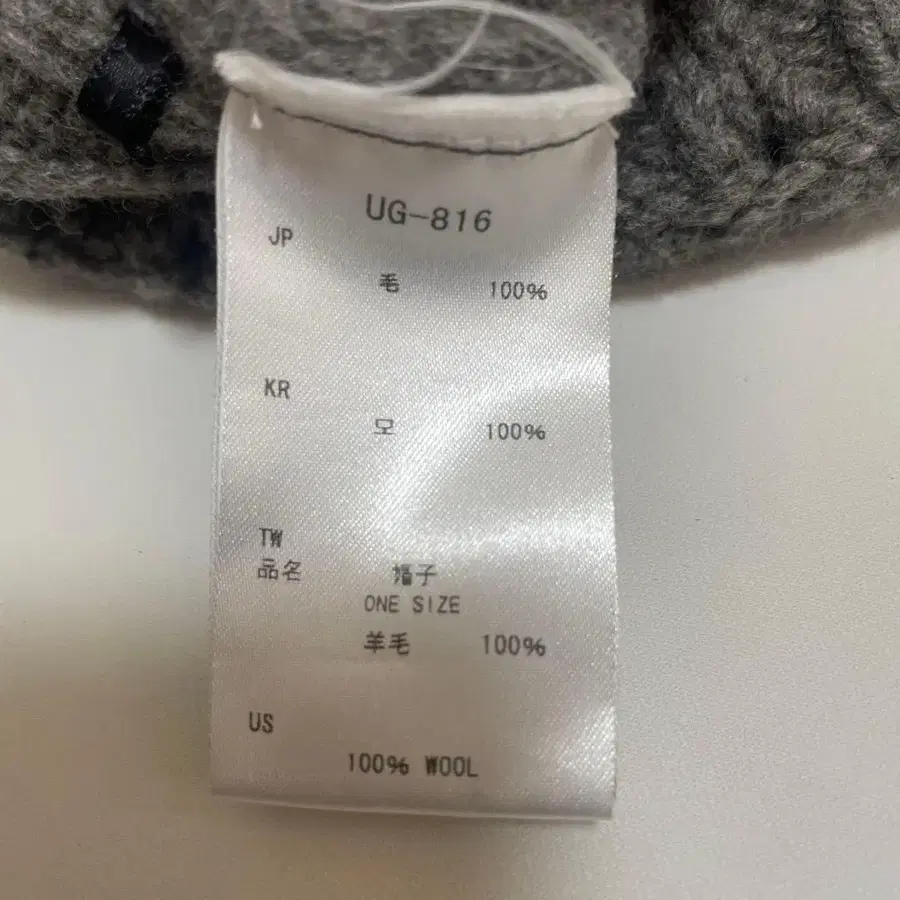 UG-816
JP
毛 100%
KR
모 100%
TW
品名 帽子
ONE SIZE
羊毛 100%
US
100% WOOL